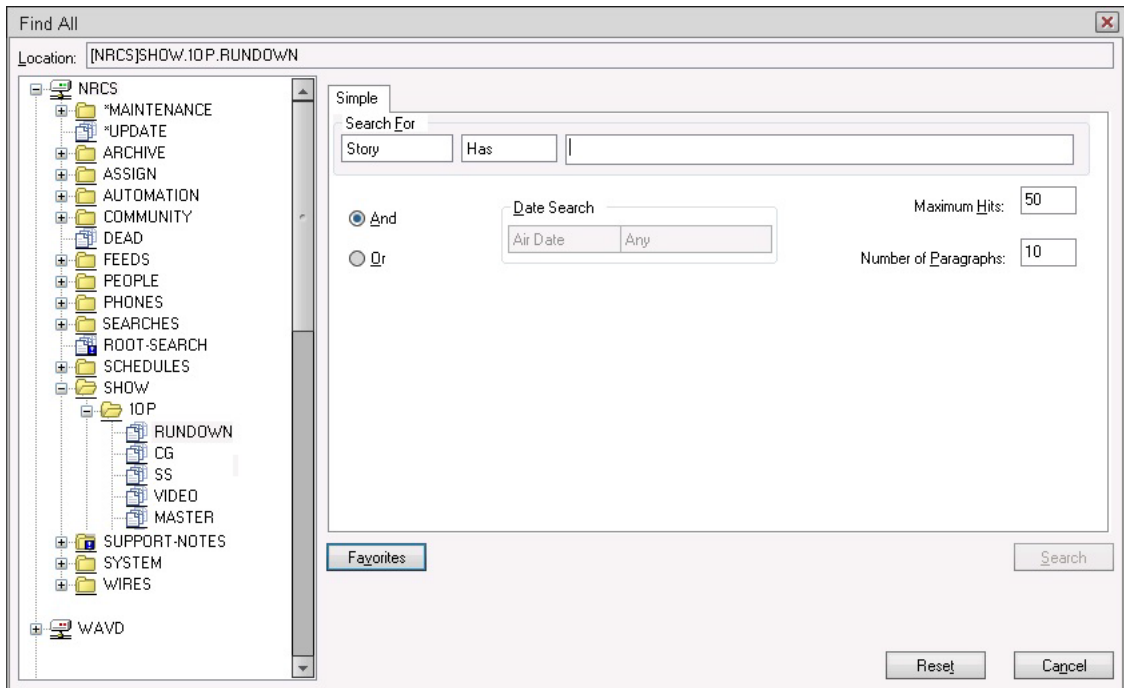 Find All
Location: [NRCS]SHOW.10P.RUNDOWN
NRCS
*MAINTENANCE
*UPDATE
ARCHIVE
ASSIGN
AUTOMATION
COMMUNITY
DEAD
FEEDS
PEOPLE
PHONES
SEARCHES
ROOT-SEARCH
SCHEDULES
SHOW
10P
RUNDOWN
CG
SS
VIDEO
MASTER
SUPPORT-NOTES
SYSTEM
WIRES
WAVD
Simple
Search For
Story Has
And
Or
Date Search
Air Date Any
Maximum Hits: 50
Number of Paragraphs: 10
Favorites
Search
Reset
Cancel